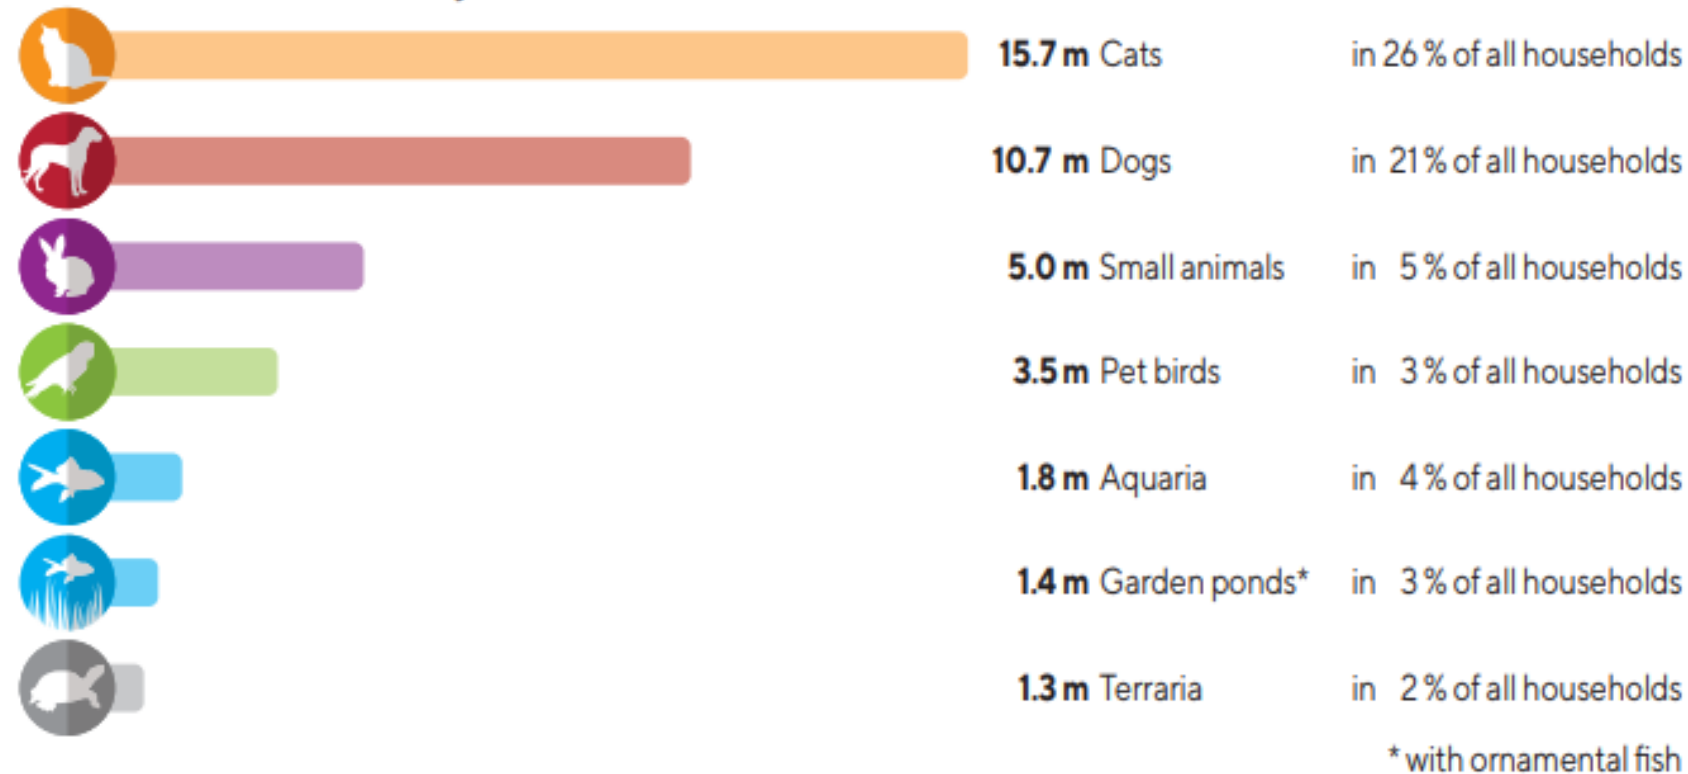 15.7 m Cats in 26 % of all households
10.7 m Dogs in 21 % of all households
5.0 m Small animals in 5 % of all households
3.5 m Pet birds in 3 % of all households
1.8 m Aquaria in 4 % of all households
1.4 m Garden ponds* in 3 % of all households
1.3 m Terraria in 2 % of all households
* with ornamental fish